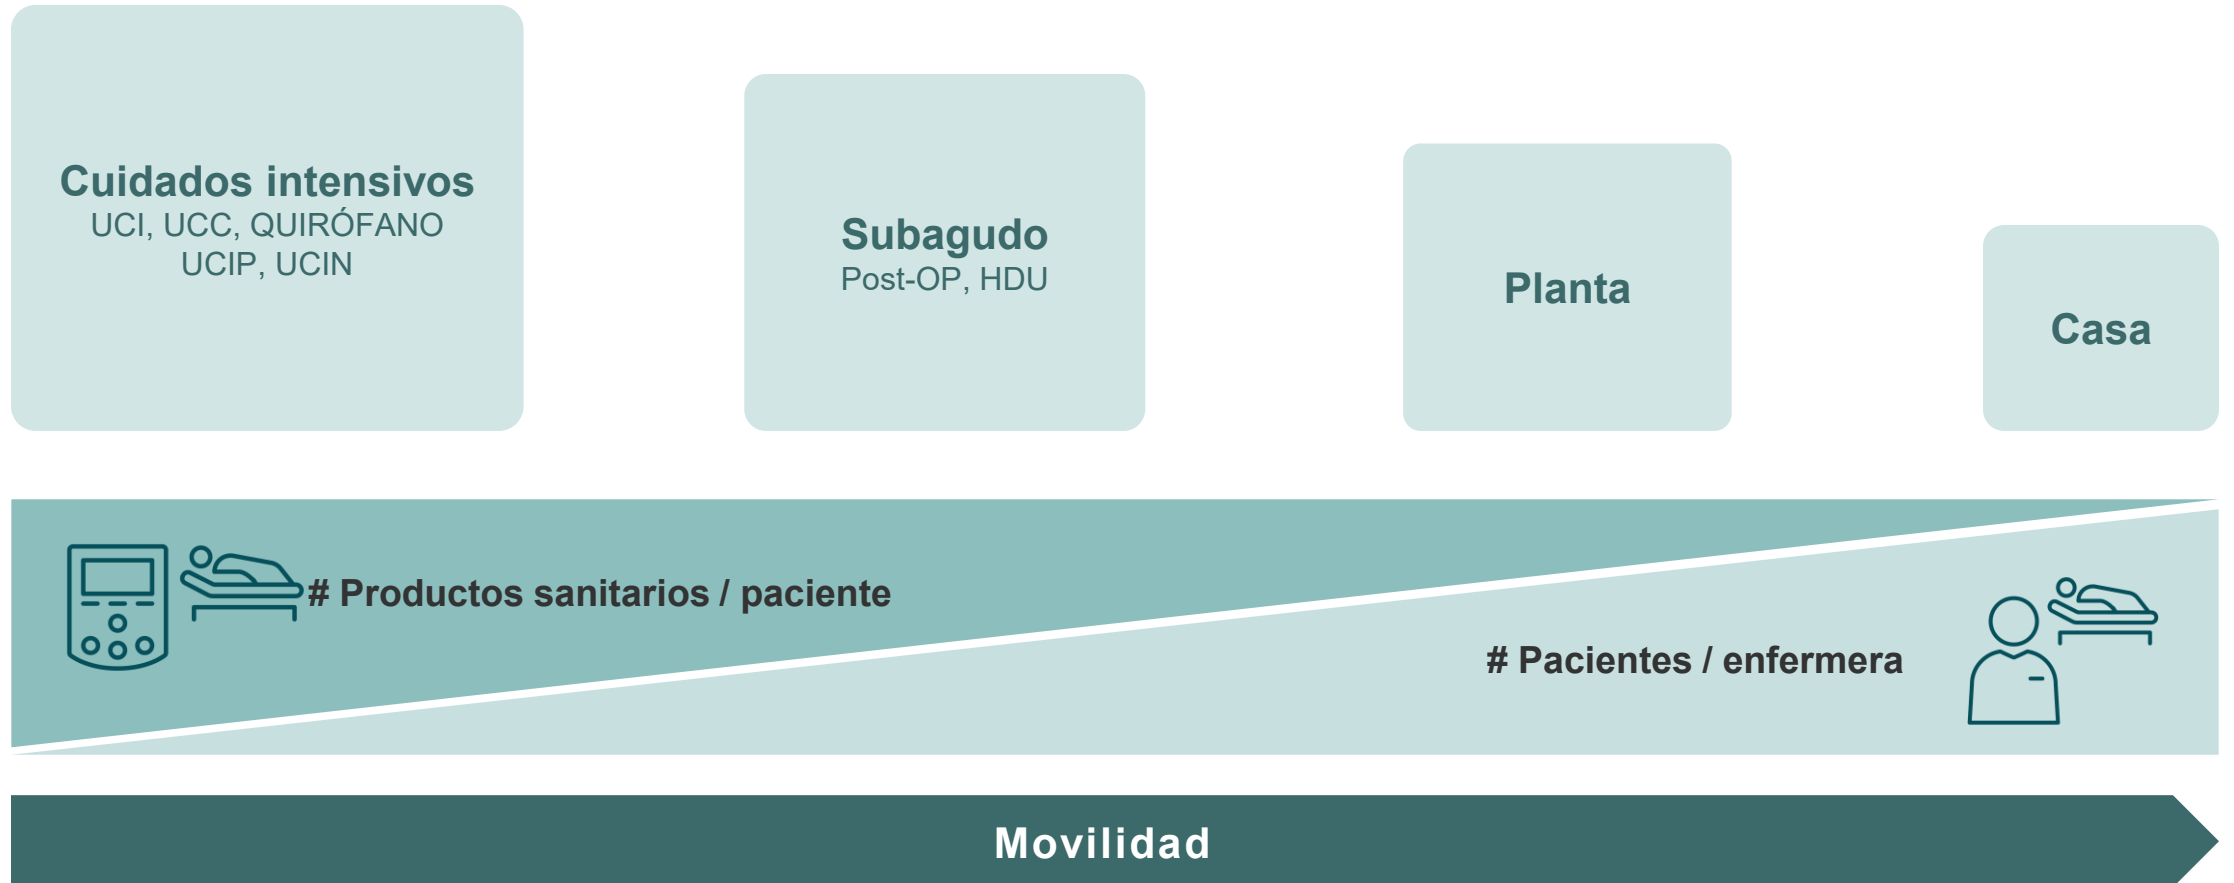 Cuidados intensivos
UCI, UCC, QUIRÓFANO
UCIP, UCIN
Subagudo
Post-OP, HDU
Planta
Casa
# Productos sanitarios / paciente
# Pacientes / enfermera
Movilidad